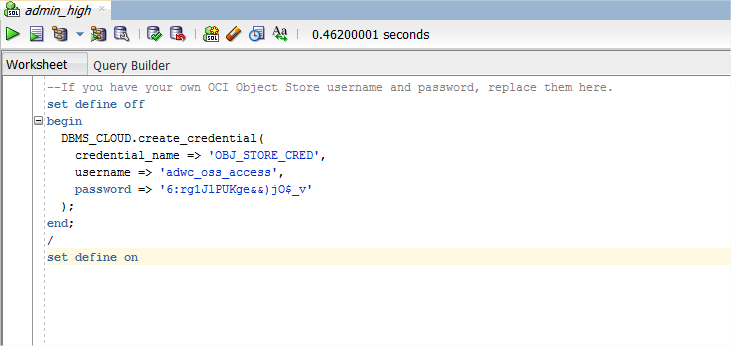 admin_high
0.46200001 seconds
Worksheet Query Builder
--If you have your own OCI Object Store username and password, replace them here.
set define off
begin
DBMS_CLOUD.create_credential(
credential_name => 'OBJ_STORE_CRED',
username => 'adwc_oss_access',
password => '6:rg1JlPUKge&&)jO$_v'
);
end;
/
set define on